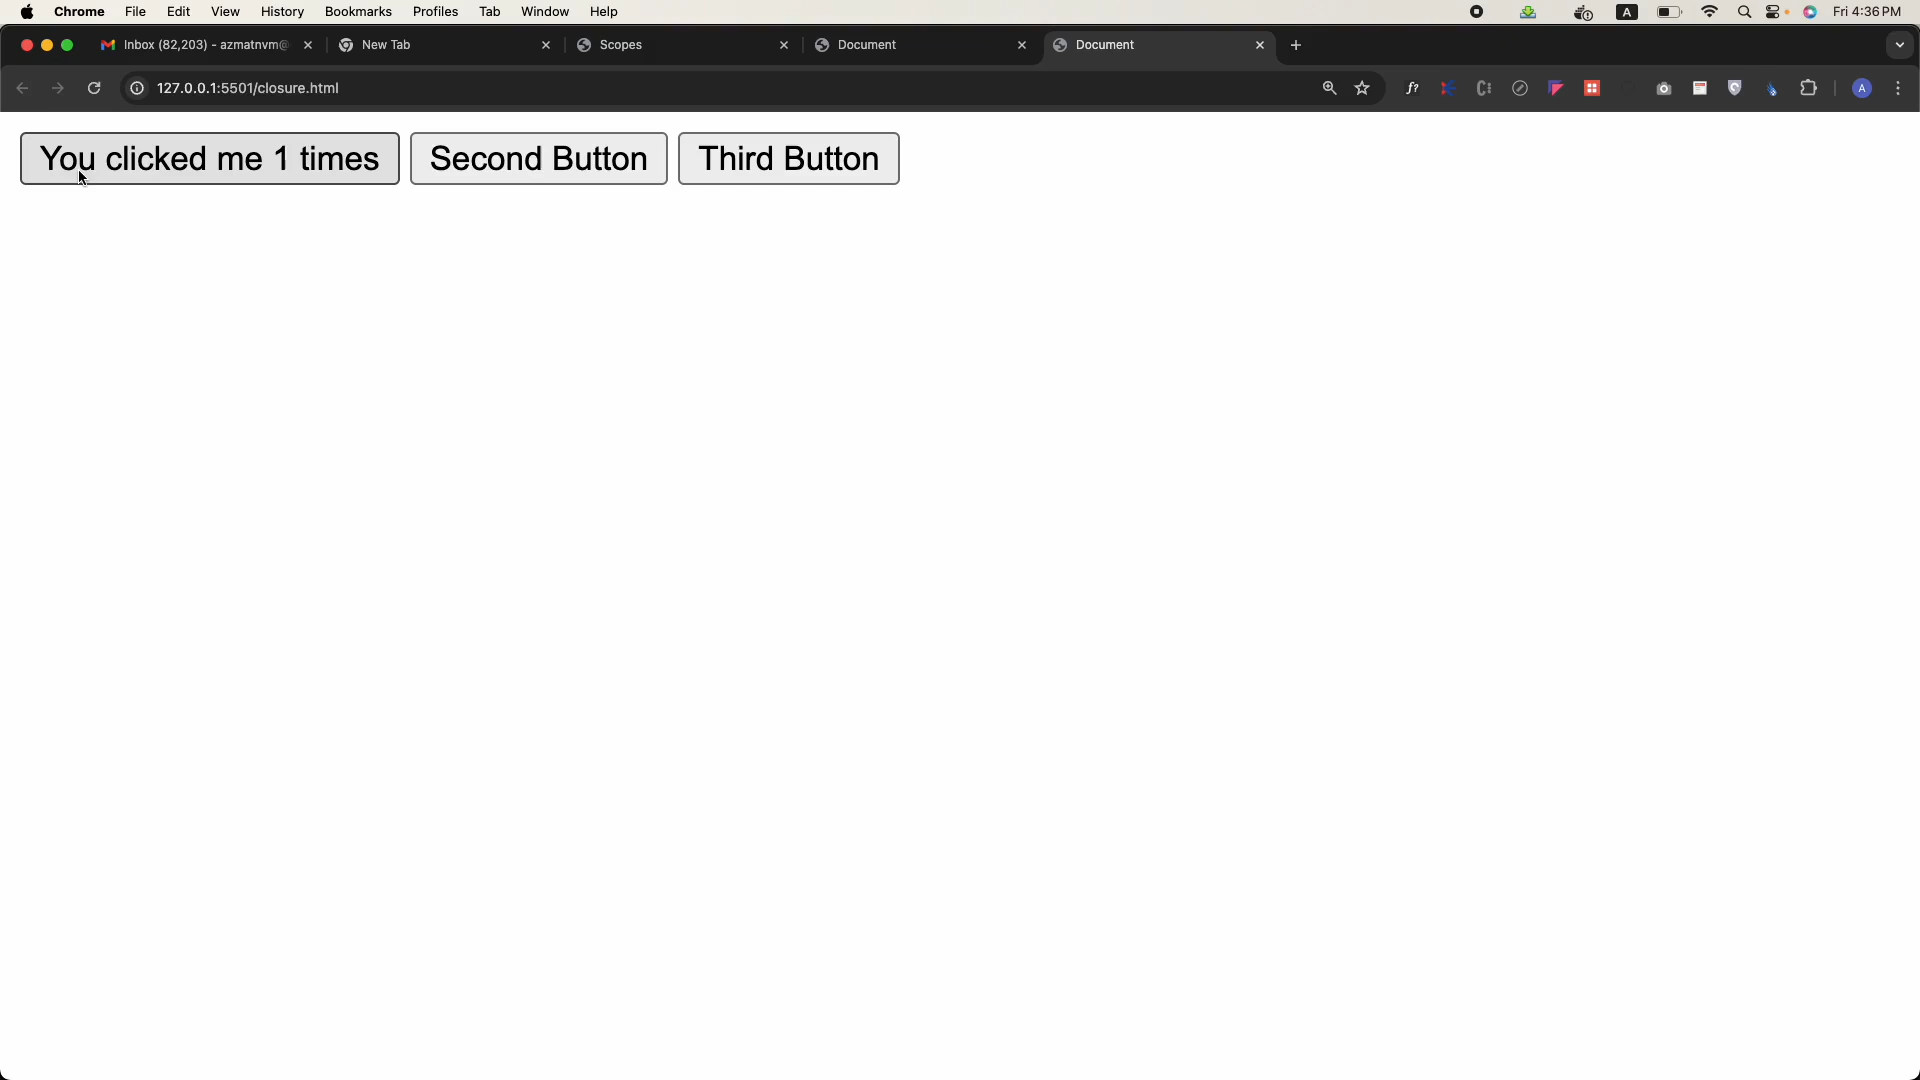 Chrome File Edit View History Bookmarks Profiles Tab Window Help A Fri 4:36 PM
Inbox (82,203) - azmatnvm@ New Tab Scopes Document Document
127.0.0.1:5501/closure.html f? C A
You clicked me 1 times Second Button Third Button